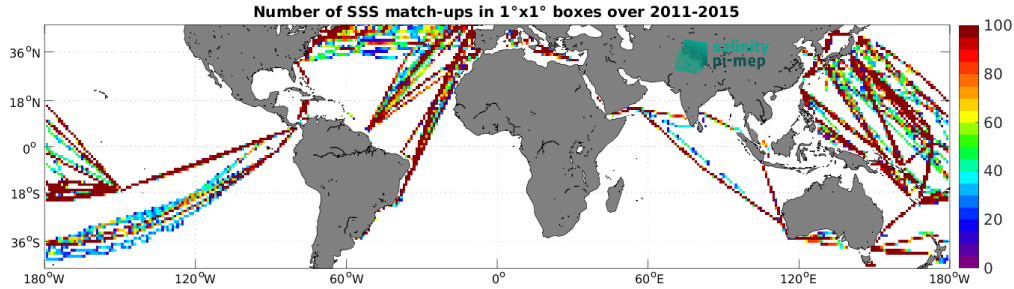 Number of SSS match-ups in 1°x1° boxes over 2011-2015
36°N
18°N
0°
18°S
36°S
180°W
120°W
60°W
0°
60°E
120°E
180°W
salinity
pi-mep
100
80
60
40
20
0